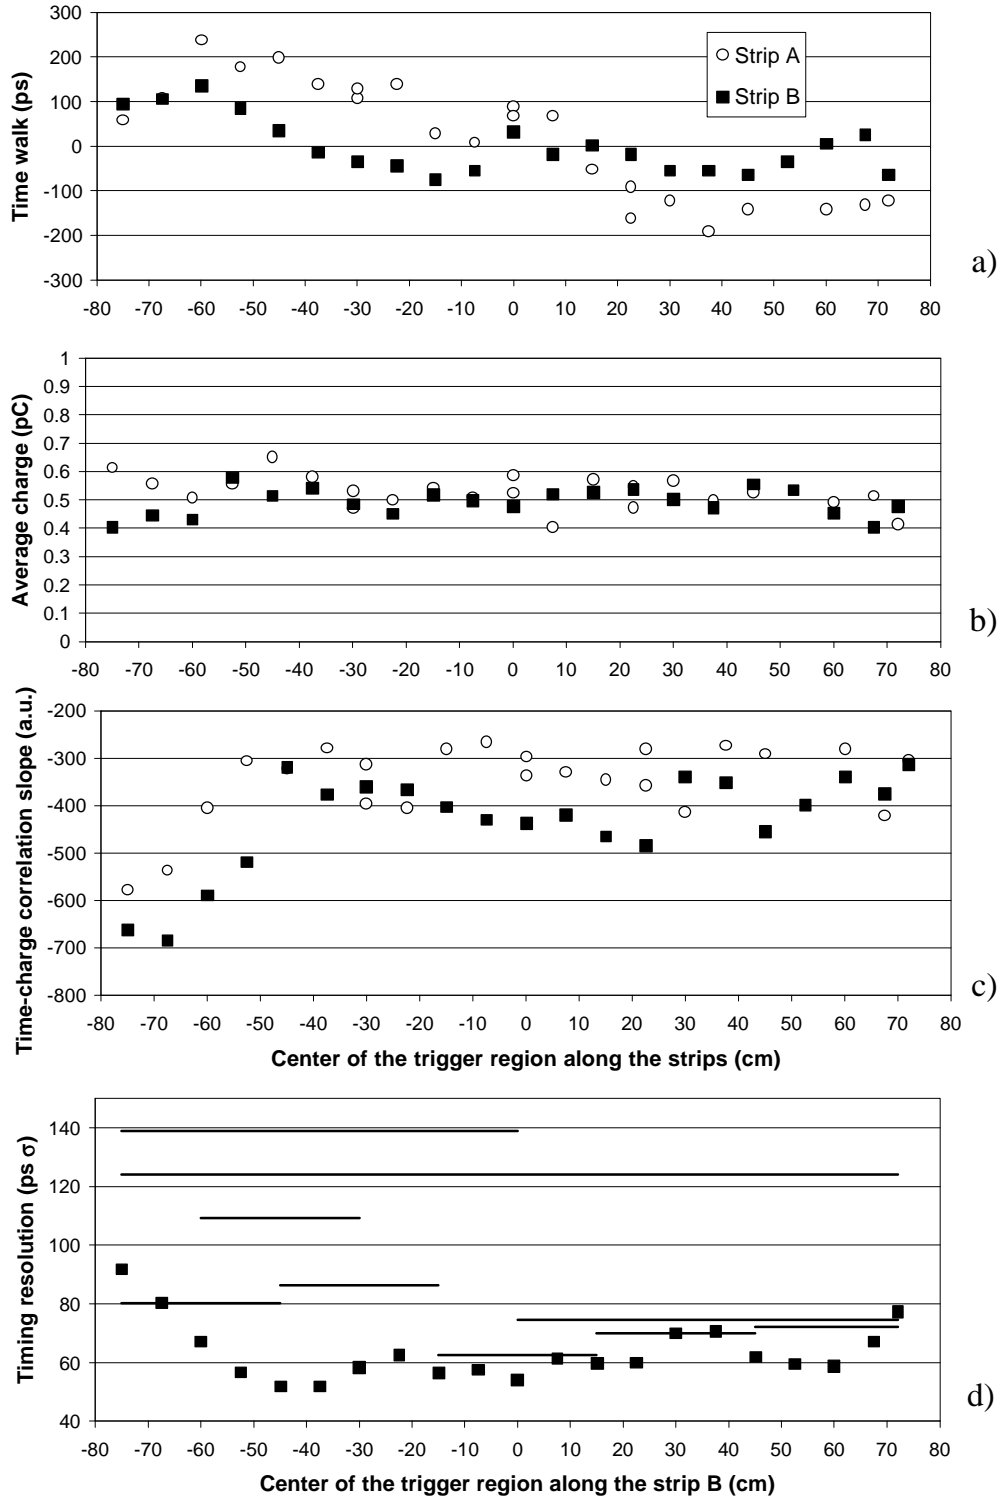 Time walk (ps)
300
200
100
0
-100
-200
-300
Strip A
Strip B
-80 -70 -60 -50 -40 -30 -20 -10 0 10 20 30 40 50 60 70 80
a)
Average charge (pC)
1
0.9
0.8
0.7
0.6
0.5
0.4
0.3
0.2
0.1
0
-80 -70 -60 -50 -40 -30 -20 -10 0 10 20 30 40 50 60 70 80
b)
Time-charge correlation slope (a.u.)
-200
-300
-400
-500
-600
-700
-800
-80 -70 -60 -50 -40 -30 -20 -10 0 10 20 30 40 50 60 70 80
Center of the trigger region along the strips (cm)
c)
Timing resolution (ps σ)
140
120
100
80
60
40
-80 -70 -60 -50 -40 -30 -20 -10 0 10 20 30 40 50 60 70 80
Center of the trigger region along the strip B (cm)
d)